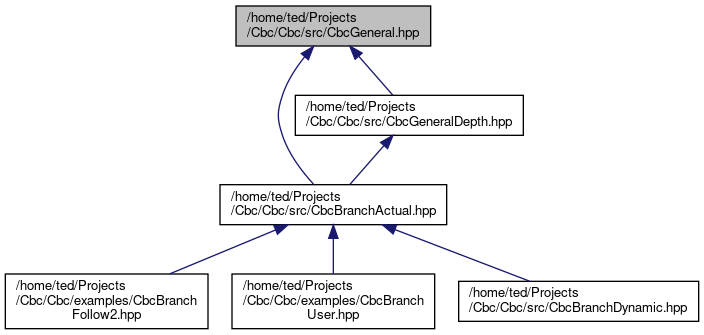 /home/ted/Projects
/Cbc/Cbc/src/CbcGeneral.hpp
/home/ted/Projects
/Cbc/Cbc/src/CbcGeneralDepth.hpp
/home/ted/Projects
/Cbc/Cbc/src/CbcBranchActual.hpp
/home/ted/Projects
/Cbc/Cbc/examples/CbcBranch
Follow2.hpp
/home/ted/Projects
/Cbc/Cbc/examples/CbcBranch
User.hpp
/home/ted/Projects
/Cbc/Cbc/src/CbcBranchDynamic.hpp